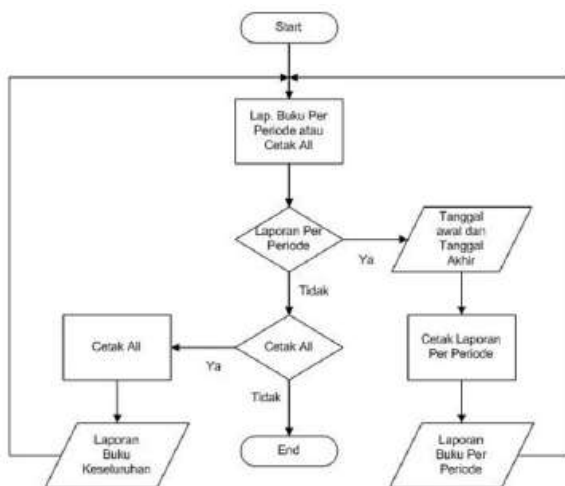 Start
Lap. Buku Per
Periode atau
Cetak All
Laporan Per
Periode
Ya
Tanggal
awal dan
Tanggal
Akhir
Tidak
Cetak All
Ya
Cetak All
Cetak Laporan
Per Periode
Tidak
Laporan
Buku
Keseluruhan
End
Laporan
Buku Per
Periode